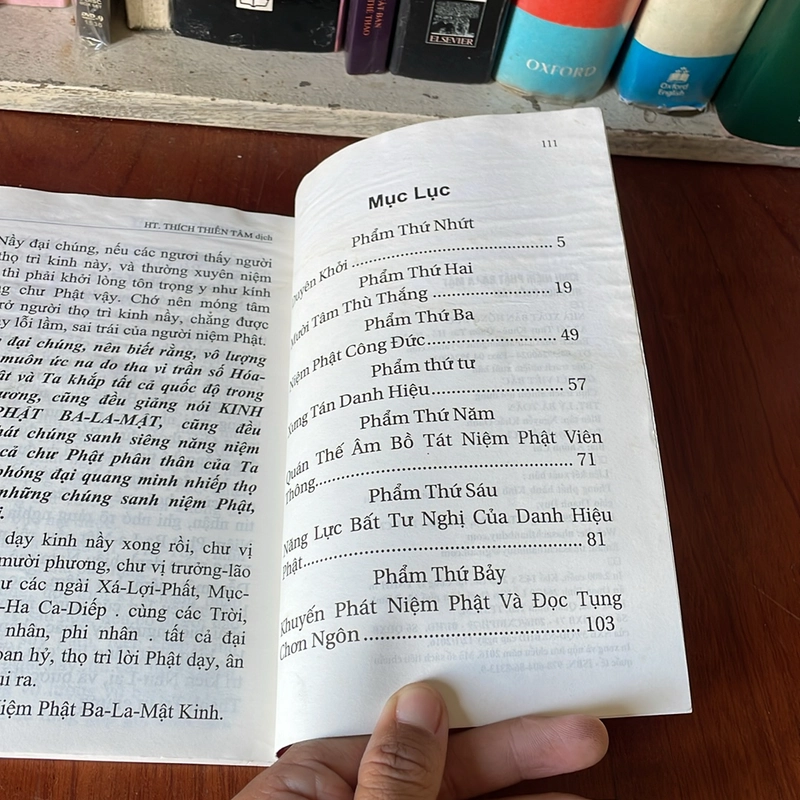 ELSEVIER
OXFORD
Oxford
English
HT. THÍCH THIỀN TÂM dịch
Nầy đại chúng, nếu các ngươi thấy người
thọ trì kinh nầy, và thường xuyên niệm
thì phải khởi lòng tôn trọng y như kính
chư Phật vậy. Chớ nên móng tâm
người thọ trì kinh nầy, chẳng được
lỗi lầm, sai trái của người niệm Phật.
đại chúng, nên biết rằng, vô lượng
muôn ức na do tha vi trần số Hóa-
và Ta khắp tất cả quốc độ trong
cũng đều giảng nói KINH
PHẬT BA-LA-MẬT, cũng đều
chúng sanh siêng năng niệm
cả chư Phật phân thân của Ta
phóng đại quang minh nhiếp thọ
những chúng sanh niệm Phật,
dạy kinh nầy xong rồi, chư vị
mười phương, chư vị trưởng-lão
các ngài Xá-Lợi-Phất, Mục-
Ha Ca-Diếp . cùng các Trời,
nhân, phi nhân . tất cả đại
hoan hỷ, thọ trì lời Phật dạy, ân
ra.
Niệm Phật Ba-La-Mật Kinh.
111
Mục Lục
Phẩm Thứ Nhứt
Duyên Khởi ........................ 5
Phẩm Thứ Hai
Mười Tâm Thù Thắng ........................ 19
Phẩm Thứ Ba
Niệm Phật Công Đức ........................ 49
Phẩm thứ tư
Xưng Tán Danh Hiệu ........................ 57
Phẩm Thứ Năm
Quán Thế Âm Bồ Tát Niệm Phật Viên
Thông ........................ 71
Phẩm Thứ Sáu
Năng Lực Bất Tư Nghị Của Danh Hiệu
Phật ........................ 81
Phẩm Thứ Bảy
Khuyến Phát Niệm Phật Và Đọc Tụng
Chơn Ngôn ........................ 103